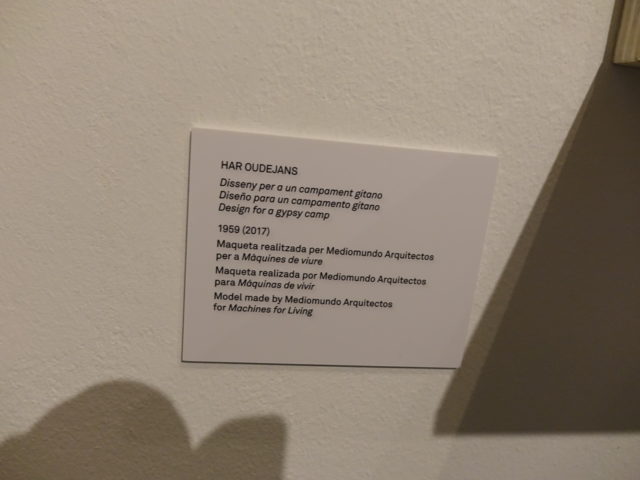 HAR OUDEJANS
Disseny per a un campament gitano
Diseño para un campamento gitano
Design for a gypsy camp
1959 (2017)
Maqueta realitzada per Mediomundo Arquitectos
per a Màquines de viure
Maqueta realizada por Mediomundo Arquitectos
para Máquinas de vivir
Model made by Mediomundo Arquitectos
for Machines for Living